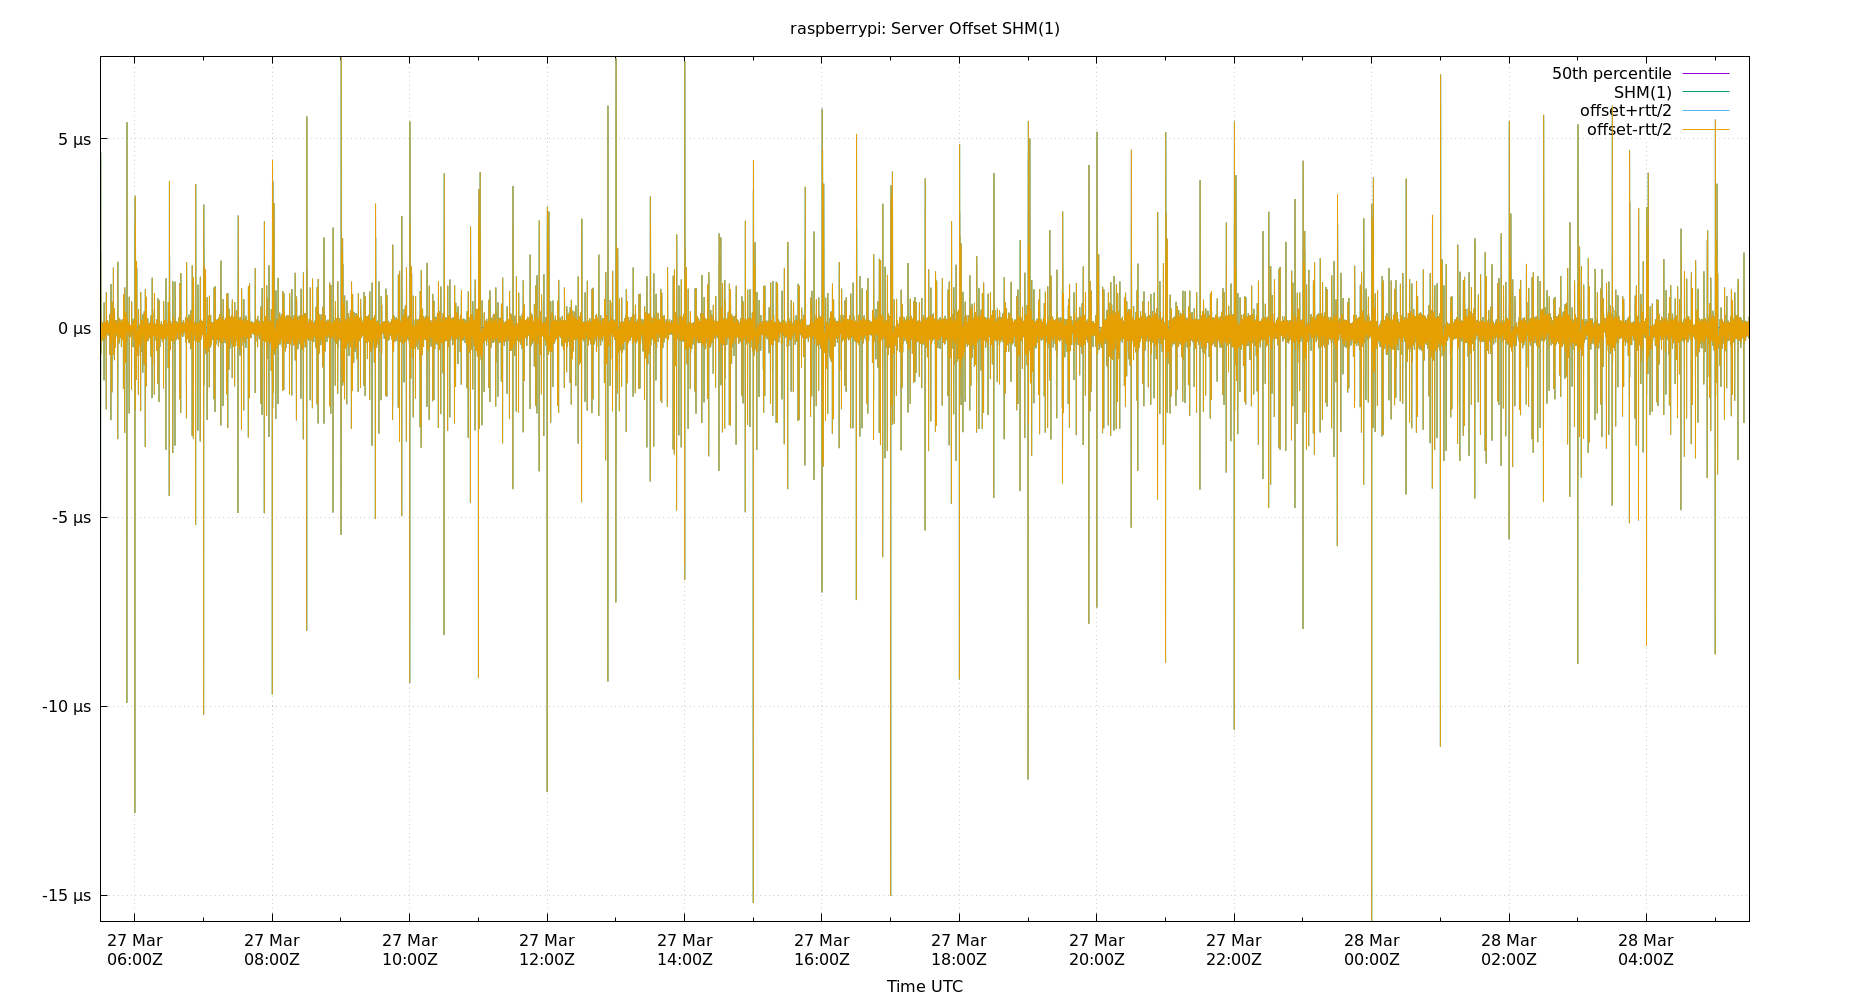 raspberrypi: Server Offset SHM(1)
50th percentile
SHM(1)
offset+rtt/2
offset-rtt/2
5 µs
0 µs
-5 µs
-10 µs
-15 µs
27 Mar 27 Mar 27 Mar 27 Mar 27 Mar 27 Mar 27 Mar 27 Mar 27 Mar 28 Mar 28 Mar 28 Mar
06:00Z 08:00Z 10:00Z 12:00Z 14:00Z 16:00Z 18:00Z 20:00Z 22:00Z 00:00Z 02:00Z 04:00Z
Time UTC